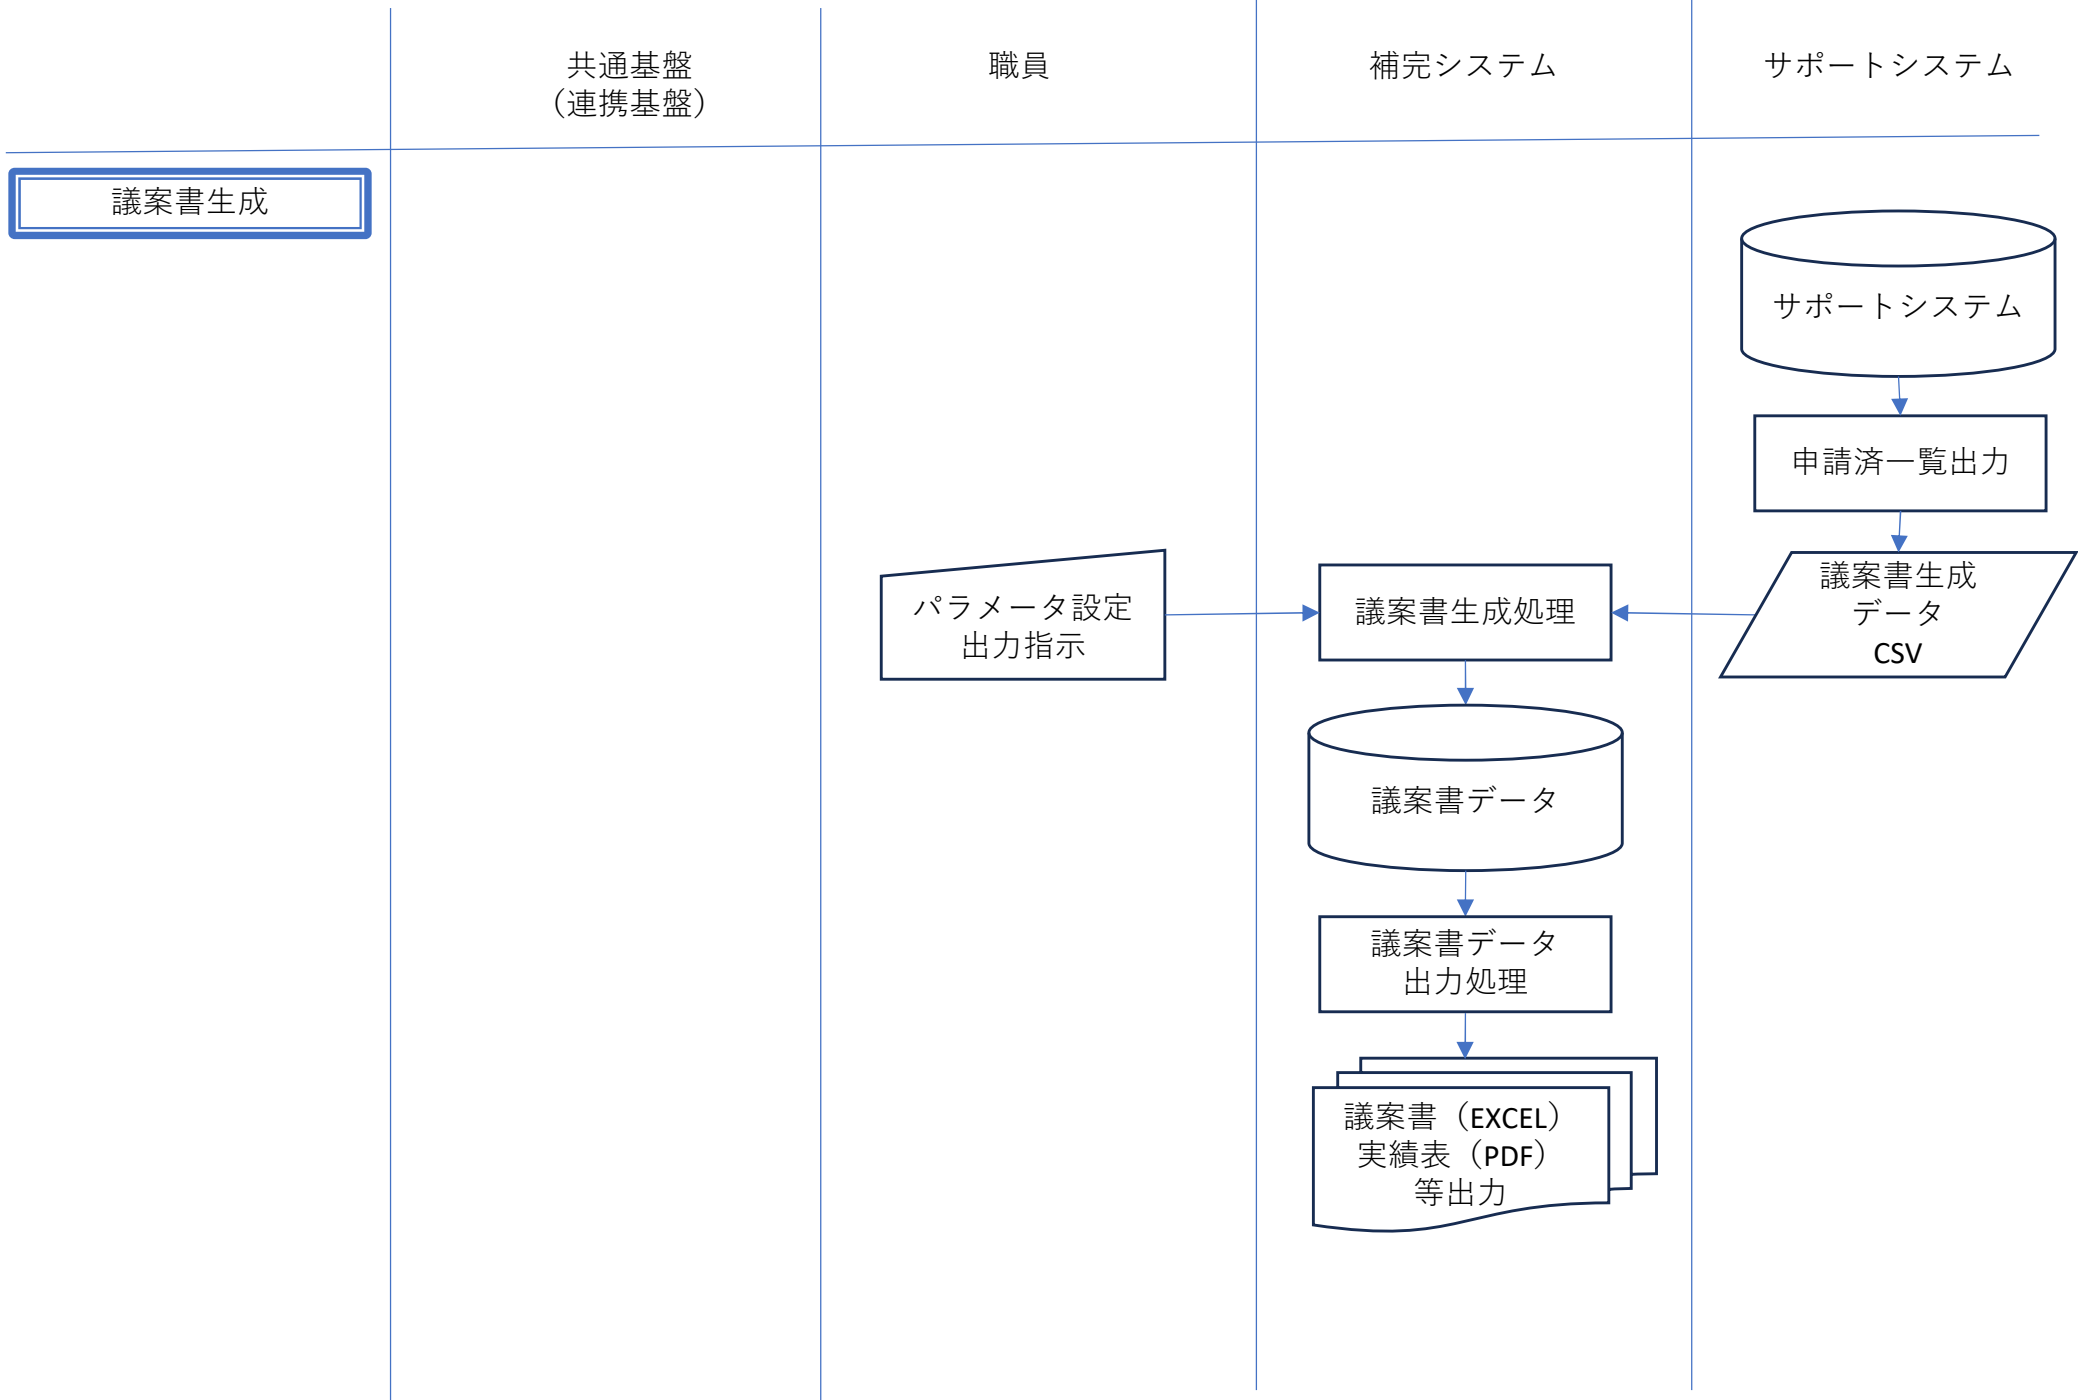 共通基盤
（連携基盤）
職員
補完システム
サポートシステム
議案書生成
サポートシステム
申請済一覧出力
議案書生成
データ
CSV
パラメータ設定
出力指示
議案書生成処理
議案書データ
議案書データ
出力処理
議案書（EXCEL）
実績表（PDF）
等出力